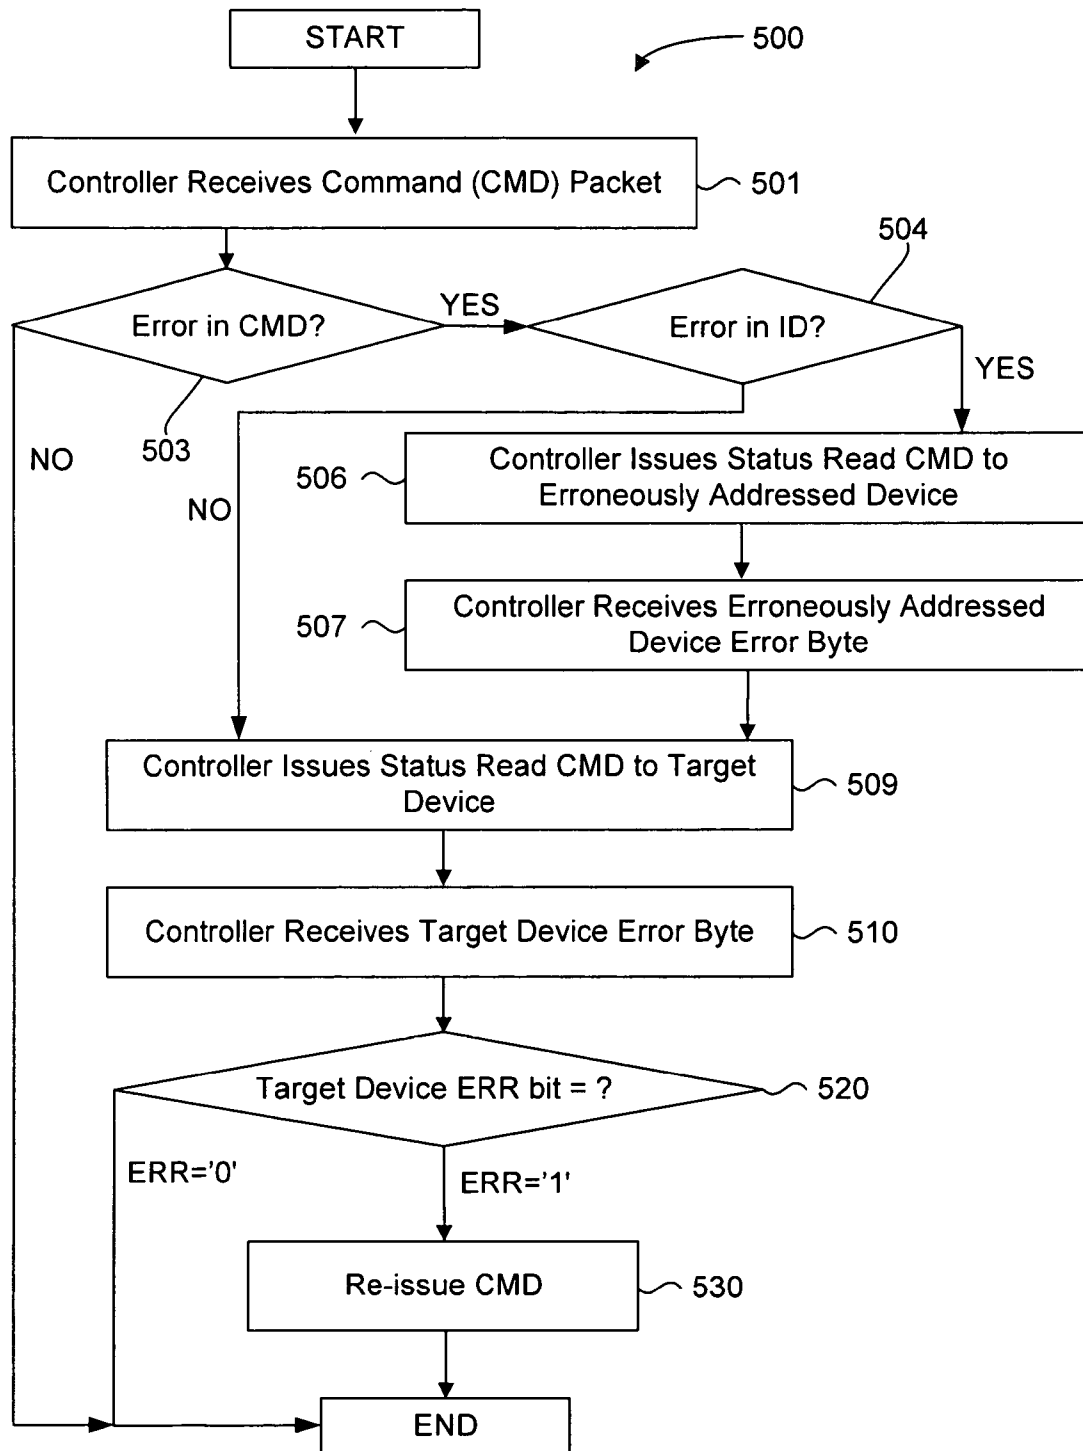 START
500
Controller Receives Command (CMD) Packet
501
504
Error in CMD?
YES
Error in ID?
YES
503
NO
NO
506
Controller Issues Status Read CMD to
Erroneously Addressed Device
507
Controller Receives Erroneously Addressed
Device Error Byte
Controller Issues Status Read CMD to Target
Device
509
Controller Receives Target Device Error Byte
510
Target Device ERR bit = ?
520
ERR='0'
ERR='1'
Re-issue CMD
530
END